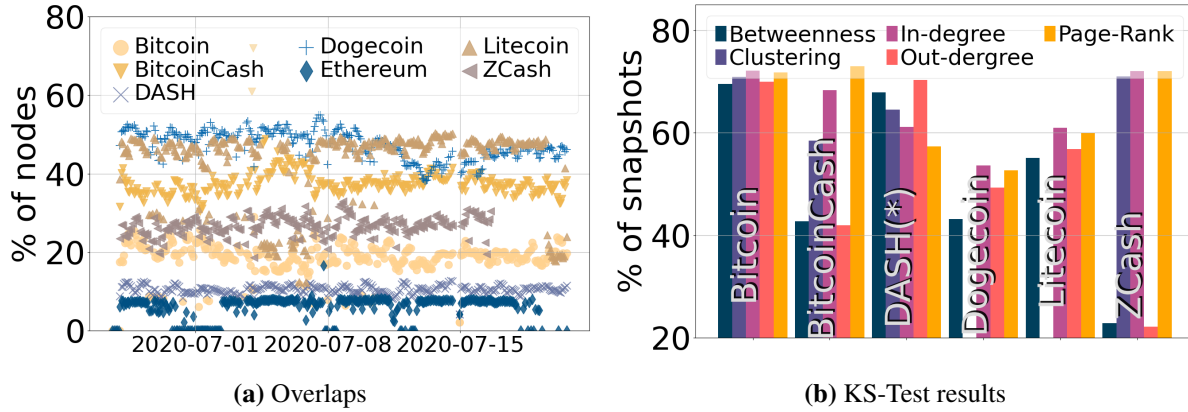 80
60
40
20
0
% of nodes
Bitcoin
BitcoinCash
DASH
Dogecoin
Ethereum
Litecoin
ZCash
2020-07-01
2020-07-08
2020-07-15
(a) Overlaps
80
60
40
20
% of snapshots
Betweenness
Clustering
In-degree
Out-dergree
Page-Rank
Bitcoin
BitcoinCash
DASH(*)
Dogecoin
Litecoin
ZCash
(b) KS-Test results